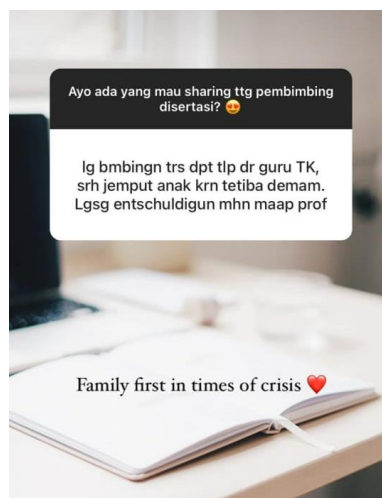 Ayo ada yang mau sharing ttg pembimbing
disertasi? 😍
lg bmbingn trs dpt tlp dr guru TK,
srh jemput anak krn tetiba demam.
Lgsg entschuldigun mhn maap prof
Family first in times of crisis ❤️